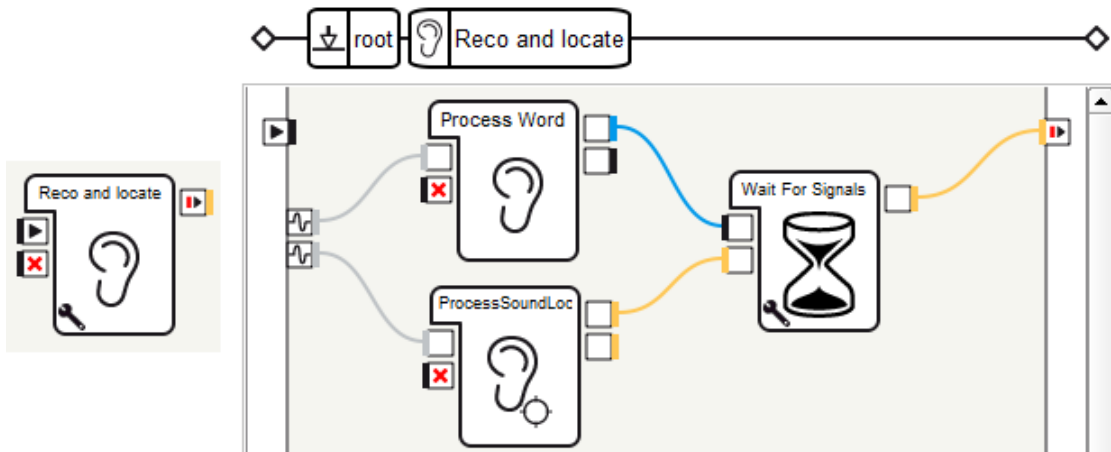 root
Reco and locate
Process Word
Reco and locate
Wait For Signals
ProcessSoundLoc